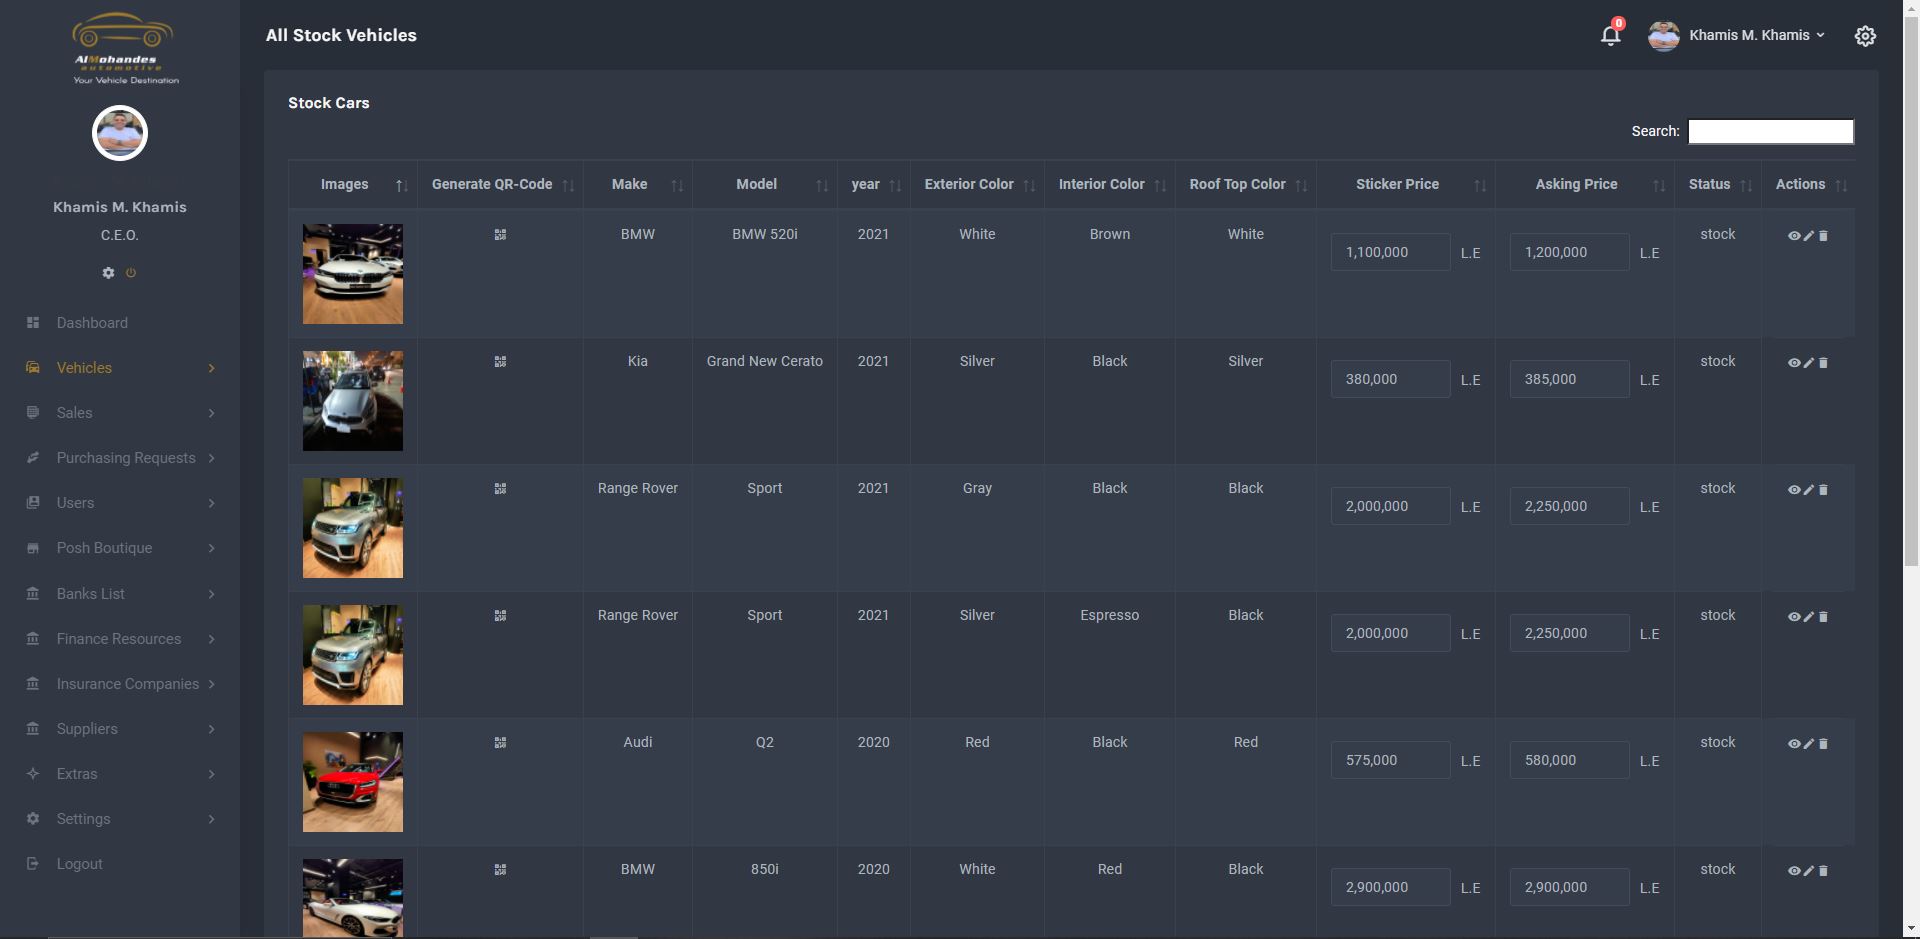 AlMohandes
automotive
Your Vehicle Destination
Khamis M. Khamis
C.E.O.
Dashboard
Vehicles
Sales
Purchasing Requests
Users
Posh Boutique
Banks List
Finance Resources
Insurance Companies
Suppliers
Extras
Settings
Logout
All Stock Vehicles
0
Khamis M. Khamis
Stock Cars
Search:
Images Generate QR-Code Make Model year Exterior Color Interior Color Roof Top Color Sticker Price Asking Price Status Actions
BMW BMW 520i 2021 White Brown White 1,100,000 L.E 1,200,000 L.E stock
Kia Grand New Cerato 2021 Silver Black Silver 380,000 L.E 385,000 L.E stock
Range Rover Sport 2021 Gray Black Black 2,000,000 L.E 2,250,000 L.E stock
Range Rover Sport 2021 Silver Espresso Black 2,000,000 L.E 2,250,000 L.E stock
Audi Q2 2020 Red Black Red 575,000 L.E 580,000 L.E stock
BMW 850i 2020 White Red Black 2,900,000 L.E 2,900,000 L.E stock